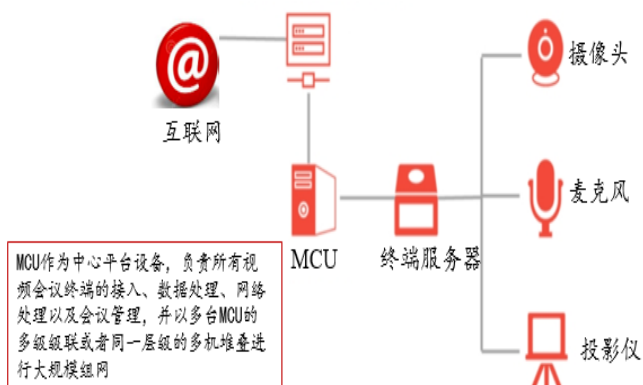 @
互联网
摄像头
麦克风
MCU
终端服务器
投影仪
MCU作为中心平台设备，负责所有视
频会议终端的接入、数据处理、网络
处理以及会议管理，并以多台MCU的
多级级联或者同一层级的多机堆叠进
行大规模组网